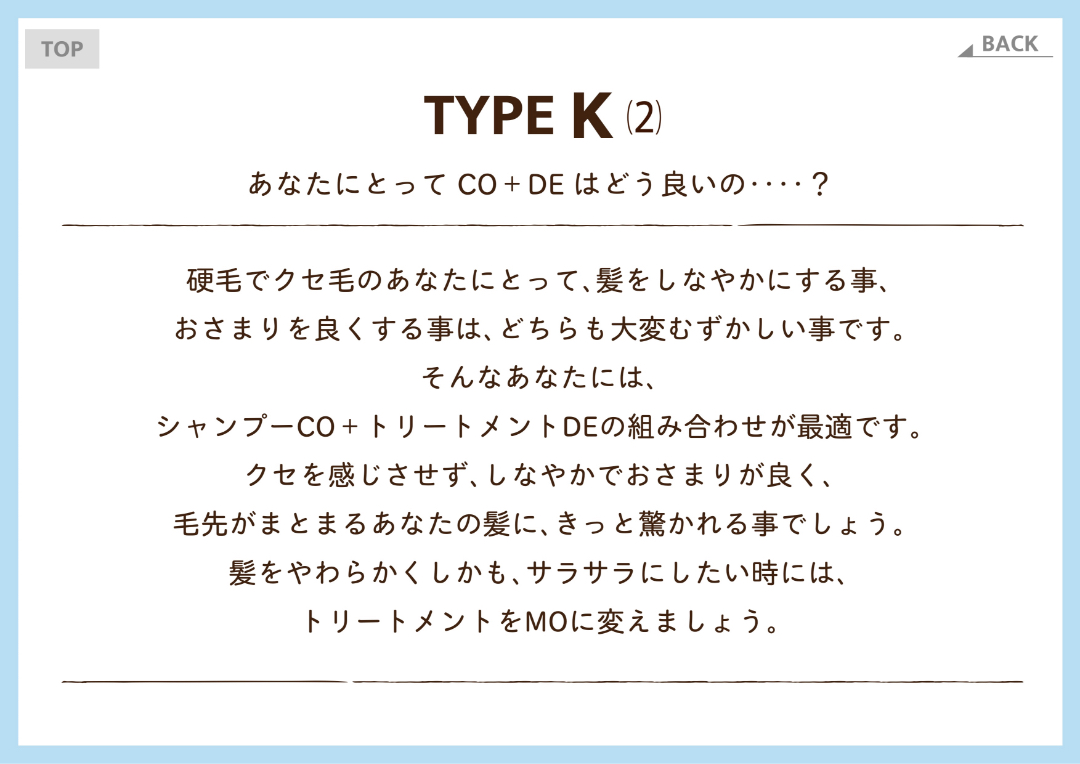 TOP
BACK
TYPE K (2)
あなたにとって CO+DE はどう良いの‥‥?
硬毛でクセ毛のあなたにとって、髪をしなやかにする事、
おさまりを良くする事は、どちらも大変むずかしい事です。
そんなあなたには、
シャンプーCO+トリートメントDEの組み合わせが最適です。
クセを感じさせず、しなやかでおさまりが良く、
毛先がまとまるあなたの髪に、きっと驚かれる事でしょう。
髪をやわらかくしかも、サラサラにしたい時には、
トリートメントをMOに変えましょう。